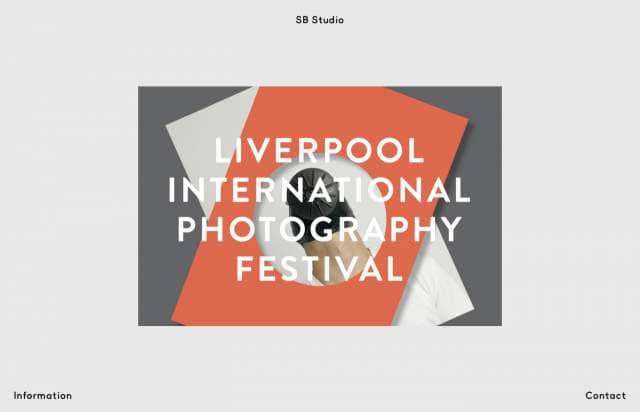 SB Studio
LIVERPOOL
INTERNATIONAL
PHOTOGRAPHY
FESTIVAL
Information
Contact